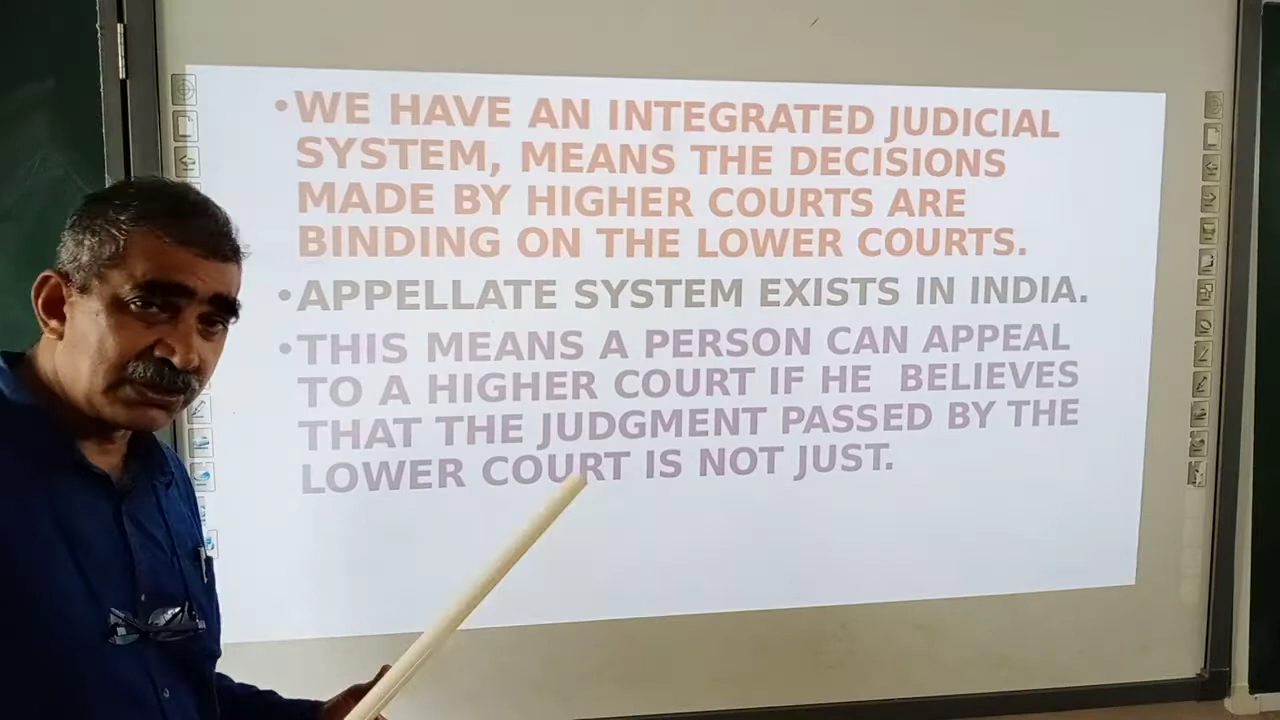 •WE HAVE AN INTEGRATED JUDICIAL
SYSTEM, MEANS THE DECISIONS
MADE BY HIGHER COURTS ARE
BINDING ON THE LOWER COURTS.
•APPELLATE SYSTEM EXISTS IN INDIA.
•THIS MEANS A PERSON CAN APPEAL
TO A HIGHER COURT IF HE BELIEVES
THAT THE JUDGMENT PASSED BY THE
LOWER COURT IS NOT JUST.